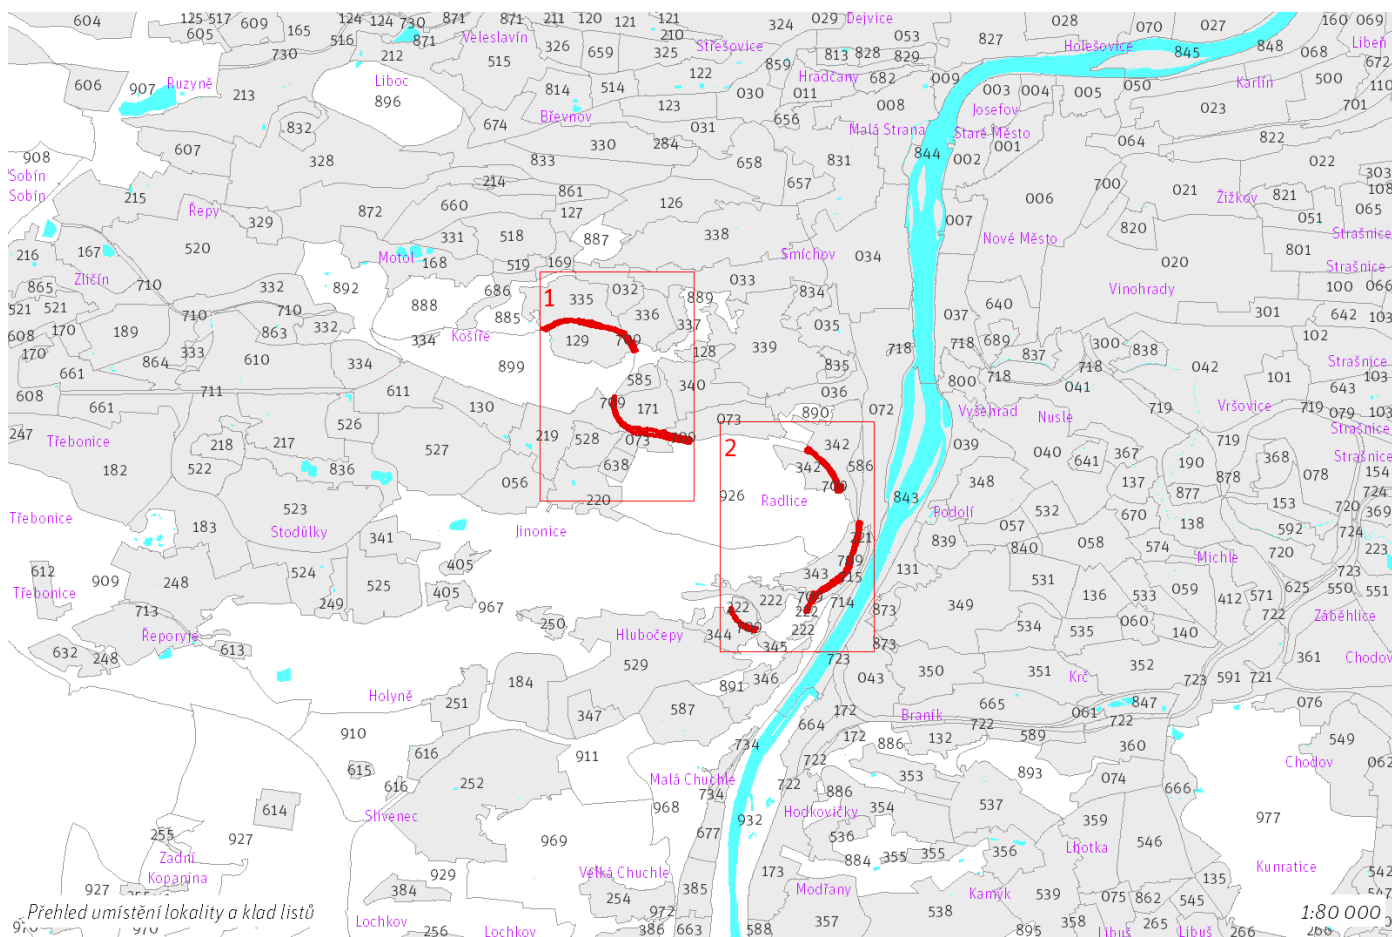 604 125 517 609 165 124 124 730 871 871 211 120 121 121 324 029 Dejvice 028 070 027 160 069
605 516 871 Veleslavín 210 Střešovice 053 827 Holešovice 845 848 068 Libeň
730 212 515 326 659 325 859 813 828 829 672
606 907 Ruzyně 213 Liboc 896 814 514 122 Hradčany 682 009 003 004 005 050 Karlín 500 110
123 030 011 008 Josefov 023 701
832 674 Břevnov 031 656 Malá Strana Staré Město 001 064 822
908 607 328 833 330 284 658 831 844 002 022
Sobín 303
Sobín 215 214 861 657 700 021 Žižkov 821 108
Řepy 329 872 660 127 126 006 051 065
216 167 520 331 518 887 338 007 Nové Město 820 Strašnice
Motol 168 519 169 Smíchov 034 801
Zličín 020 Strašnice
865 710 332 892 686 1 335 032 033 889 834 Vinohrady 100 066
521 521 710 888 885 336 640 301 642 103
608 170 189 710 863 332 334 Košíře 129 709 337 035 037 102
170 864 333 610 334 899 128 339 718 718 689 837 300 838 Strašnice
661 711 611 585 340 835 800 718 041 718 042 101 643 103
608 661 130 709 171 036 072 Vyšehrad Nusle 719 Vršovice 719 079 103
247 Třebonice 218 217 526 527 219 528 073 709 073 890 342 039 040 641 367 719 Strašnice
182 522 836 056 638 2 342 586 190 368 078 Strašnice 154
220 926 Radlice 709 843 348 137 877 878 153 724
Třebonice 183 523 Stodůlky 341 Jinonice Podolí 057 532 670 138 592 720 369
221 839 840 058 574 Michle 720 724 223
612 909 248 524 525 405 709 343 715 131 531 059 723
Třebonice 249 405 967 222 709 714 349 136 533 412 571 625 550 551
713 Řeporyje 250 Hlubočepy 222 222 873 534 535 060 140 722 Záběhlice
632 248 613 344 709 222 345 873 361 Chodov
529 346 723 350 351 Krč 352 723 591 721
184 Holyně 251 891 043
347 587 172 Braník 665 061 847 076
910 664 722 722
616 911 734 172 886 132 589 360 549
615 616 252 Malá Chuchle 722 353 893 Chodov 062
734 722 886 074 666
614 Slivenec 968 Hodkovičky 354 537 977
255 927 969 677 932 536 359 546
Zadní 884 355 355 356 Lhotka
Kopanina 929 Velká Chuchle 173 Kunratice
927 384 254 385 Modřany Kamýk 539 135 542
Přehled umístění lokality a klad listů Lochkov 972 357 538 075 862 545 1:80 000
256 Lochkov 386 663 588 895 358 Libuš 265 Libuš 266